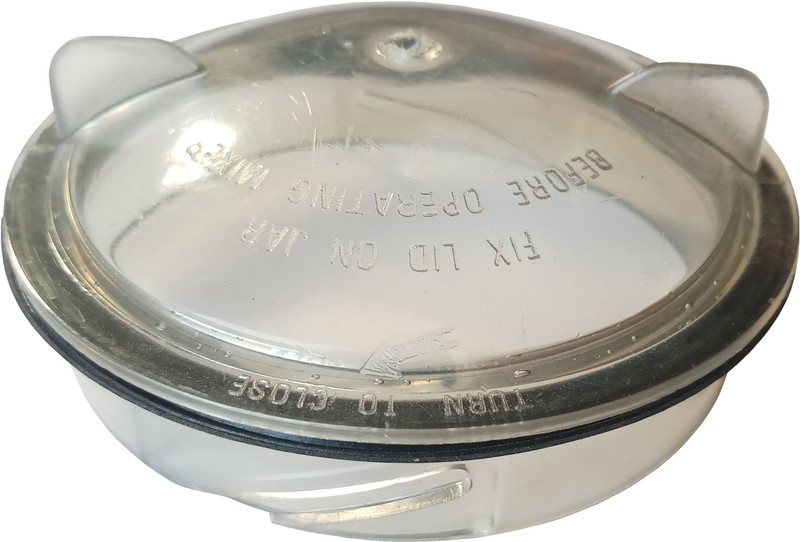 FIX LID ON JAR
BEFORE OPERATING MIXER
TURN TO CLOSE